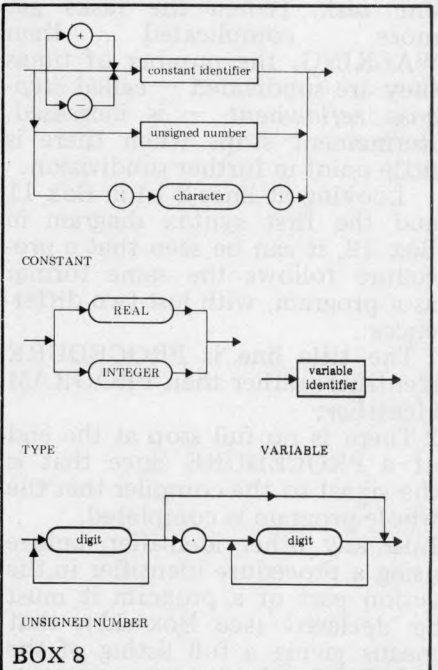 +
constant identifier
unsigned number
character
CONSTANT
REAL
INTEGER
variable
identifier
TYPE
VARIABLE
digit
.
digit
UNSIGNED NUMBER
BOX 8